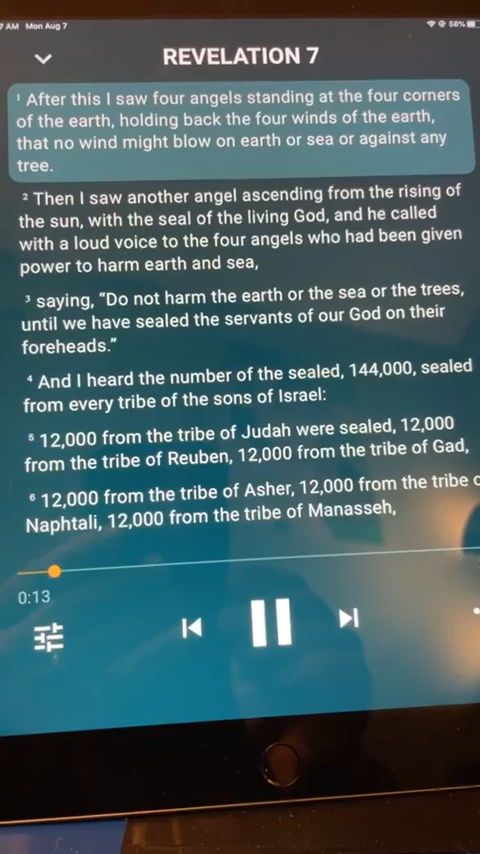 7 AM Mon Aug 7
58%
REVELATION 7
1 After this I saw four angels standing at the four corners
of the earth, holding back the four winds of the earth,
that no wind might blow on earth or sea or against any
tree.
2 Then I saw another angel ascending from the rising of
the sun, with the seal of the living God, and he called
with a loud voice to the four angels who had been given
power to harm earth and sea,
3 saying, “Do not harm the earth or the sea or the trees,
until we have sealed the servants of our God on their
foreheads.”
4 And I heard the number of the sealed, 144,000, sealed
from every tribe of the sons of Israel:
5 12,000 from the tribe of Judah were sealed, 12,000
from the tribe of Reuben, 12,000 from the tribe of Gad,
6 12,000 from the tribe of Asher, 12,000 from the tribe
Naphtali, 12,000 from the tribe of Manasseh,
0:13